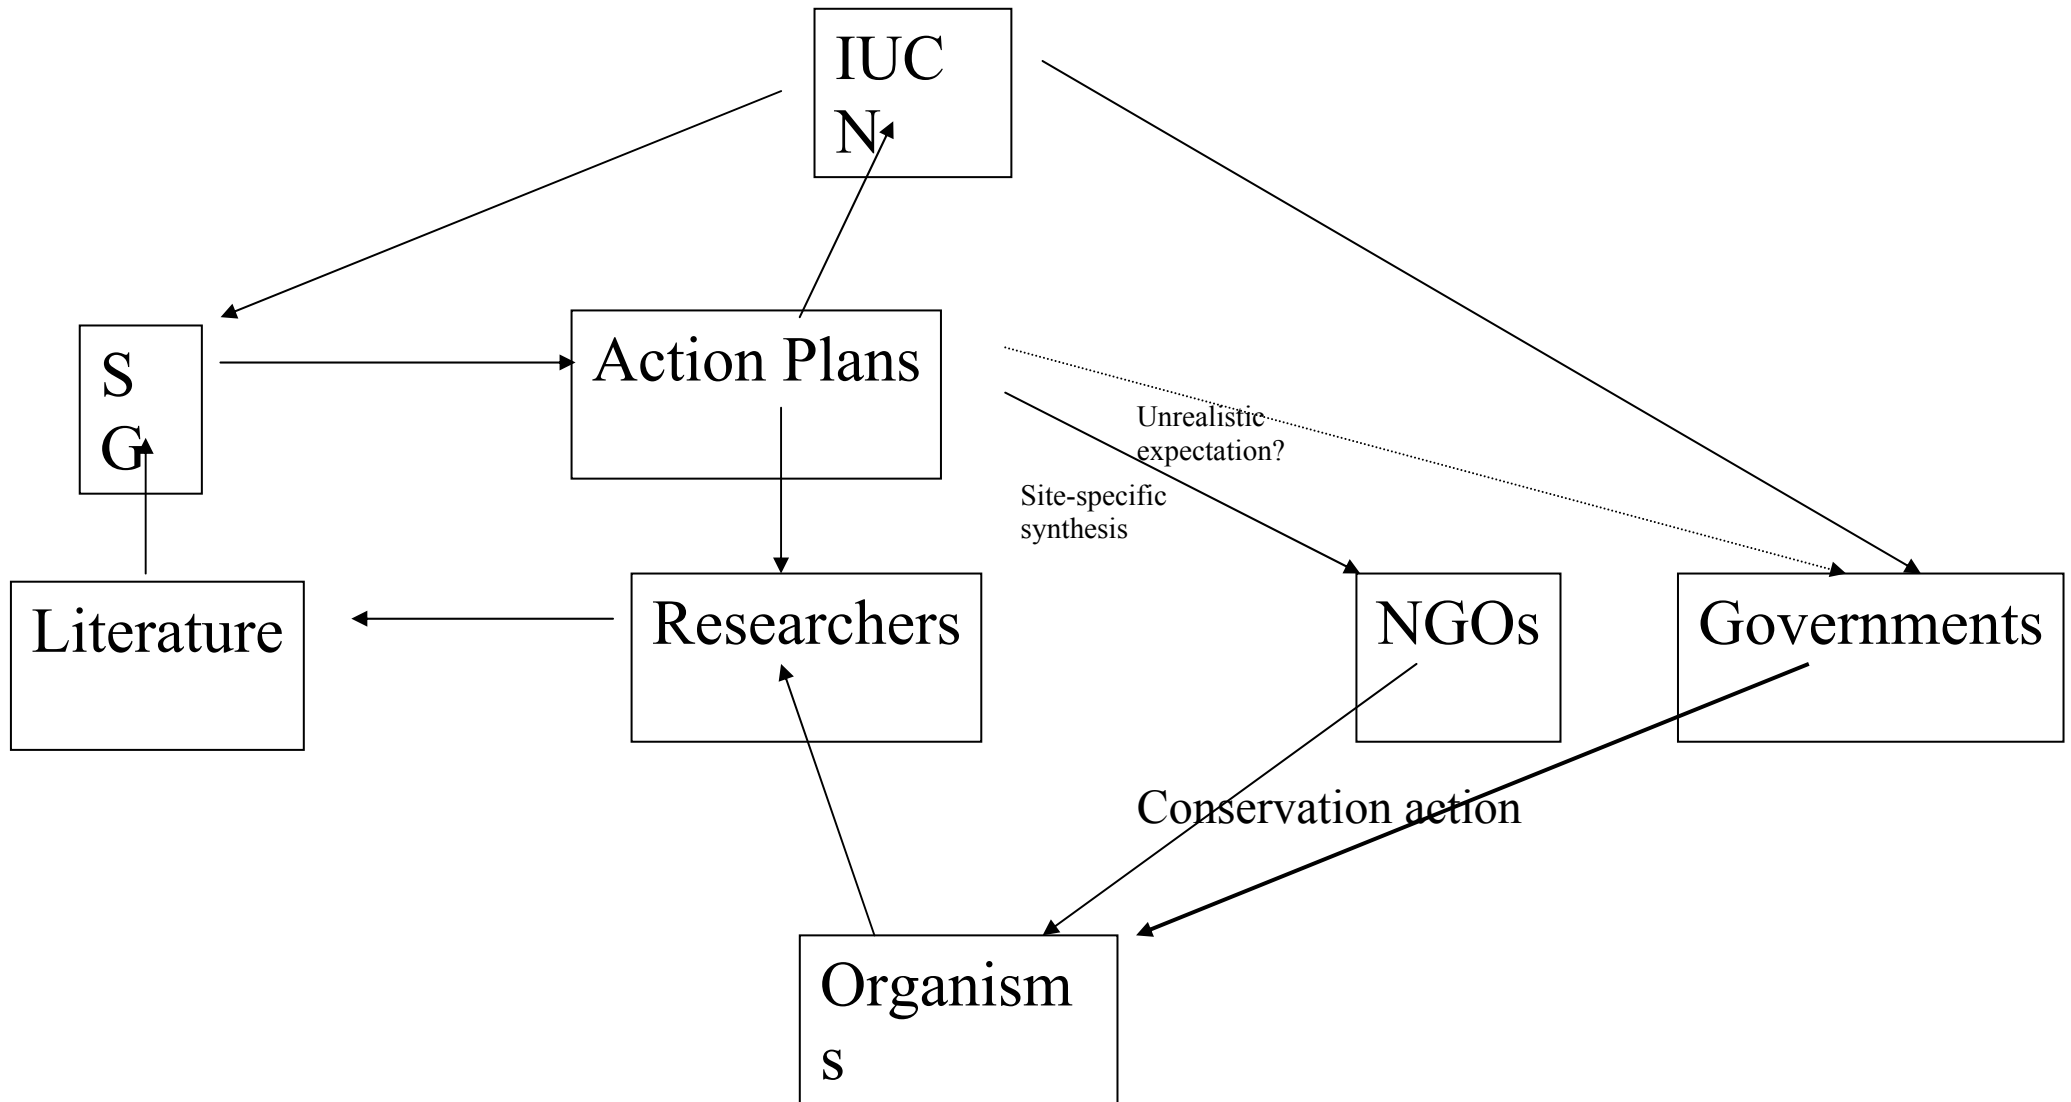 IUC
N
S
G
Action Plans
Unrealistic
expectation?
Site-specific
synthesis
Literature
Researchers
NGOs
Governments
Conservation action
Organism
s